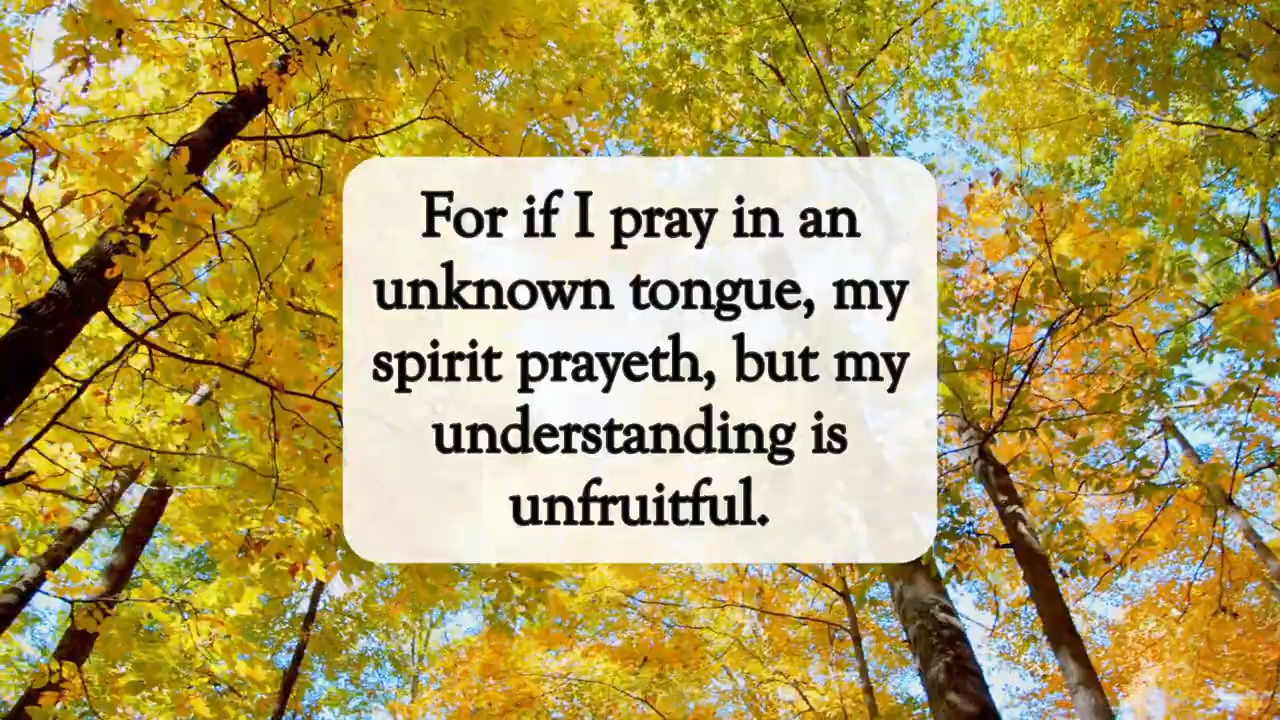 For if I pray in an
unknown tongue, my
spirit prayeth, but my
understanding is
unfruitful.